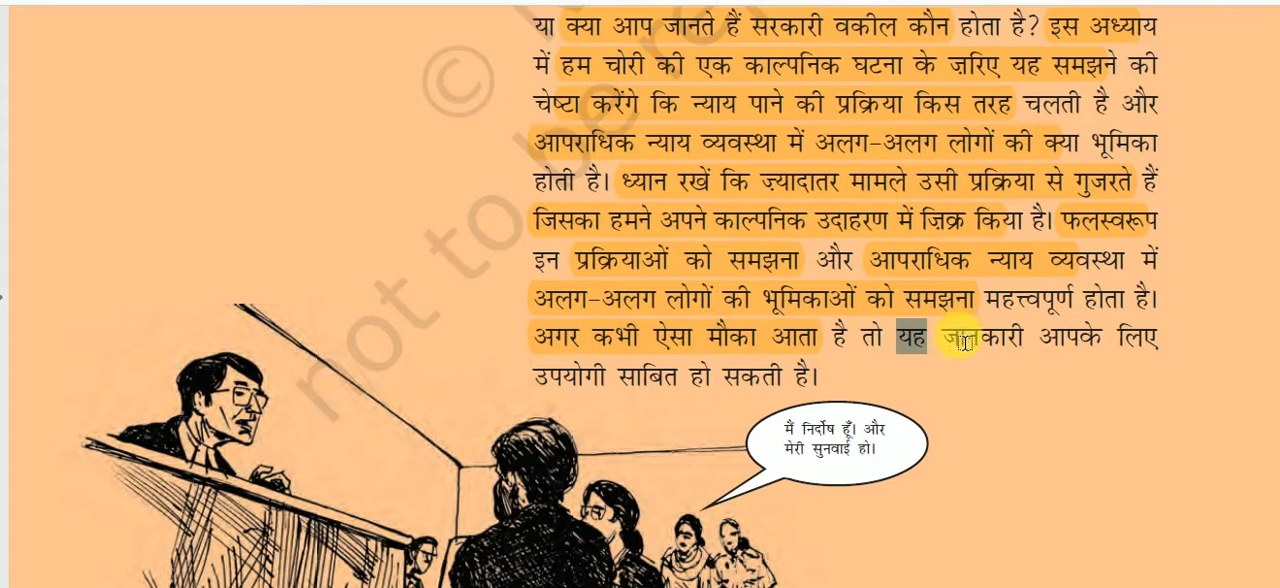 या क्या आप जानते हैं सरकारी वकील कौन होता है? इस अध्याय
में हम चोरी की एक काल्पनिक घटना के ज़रिए यह समझने की
चेष्टा करेंगे कि न्याय पाने की प्रक्रिया किस तरह चलती है और
आपराधिक न्याय व्यवस्था में अलग-अलग लोगों की क्या भूमिका
होती है। ध्यान रखें कि ज़्यादातर मामले उसी प्रक्रिया से गुजरते हैं
जिसका हमने अपने काल्पनिक उदाहरण में ज़िक्र किया है। फलस्वरूप
इन प्रक्रियाओं को समझना और आपराधिक न्याय व्यवस्था में
अलग-अलग लोगों की भूमिकाओं को समझना महत्त्वपूर्ण होता है।
अगर कभी ऐसा मौका आता है तो यह जानकारी आपके लिए
उपयोगी साबित हो सकती है।
मैं निर्दोष हूँ। और
मेरी सुनवाई हो।
©
not to be